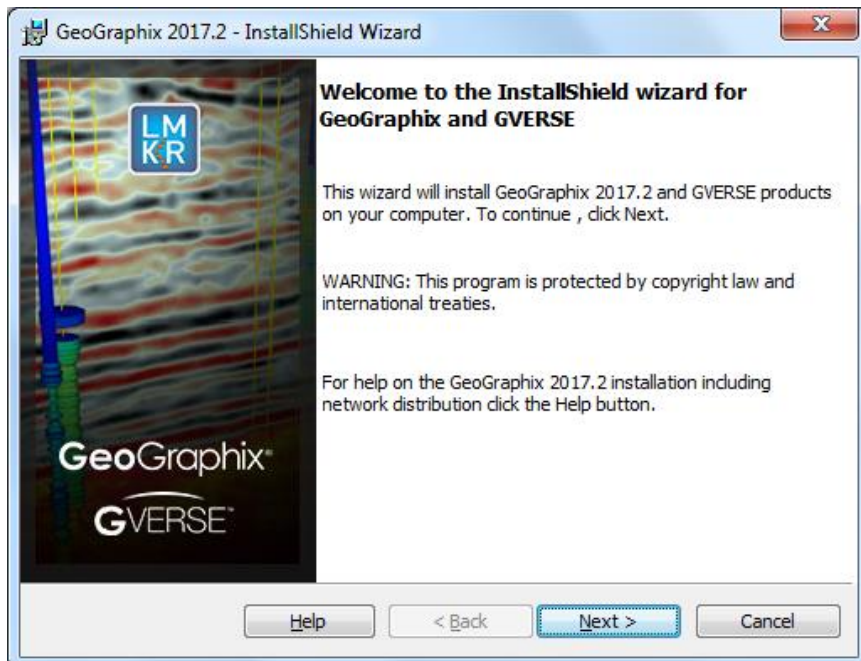 GeoGraphix 2017.2 - InstallShield Wizard
LM
KR
Welcome to the InstallShield wizard for
GeoGraphix and GVERSE
This wizard will install GeoGraphix 2017.2 and GVERSE products
on your computer. To continue , click Next.
WARNING: This program is protected by copyright law and
international treaties.
For help on the GeoGraphix 2017.2 installation including
network distribution click the Help button.
GeoGraphix®
GVERSE™
Help
< Back
Next >
Cancel